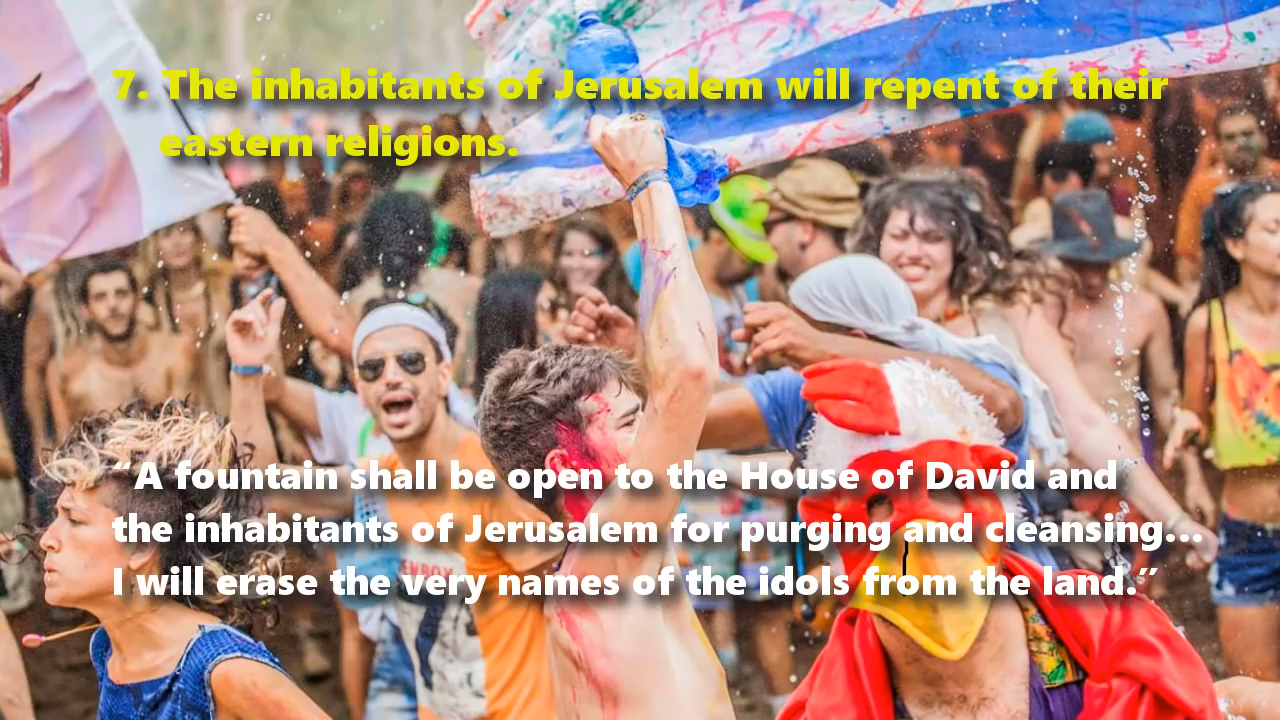 7. The inhabitants of Jerusalem will repent of their
eastern religions.
“A fountain shall be open to the House of David and
the inhabitants of Jerusalem for purging and cleansing...
I will erase the very names of the idols from the land.”